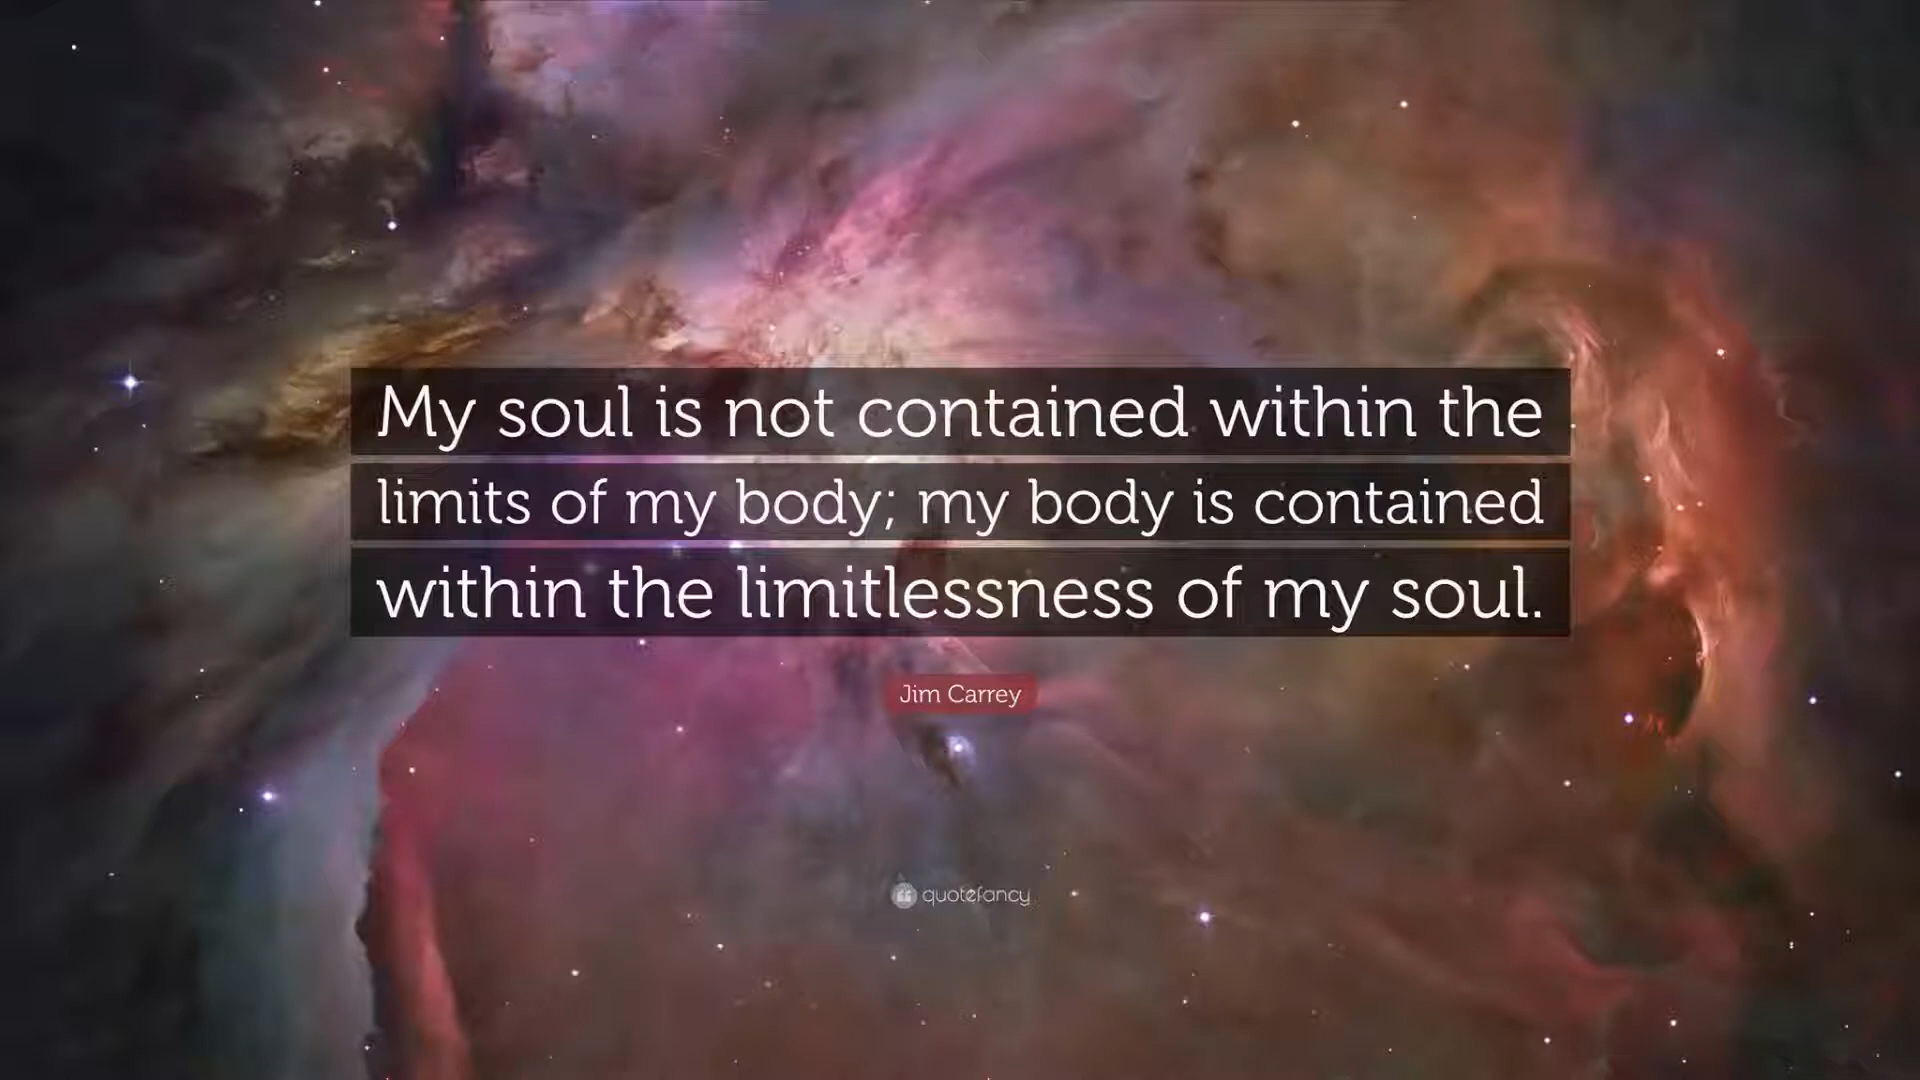 My soul is not contained within the
limits of my body; my body is contained
within the limitlessness of my soul.
Jim Carrey
quotefancy